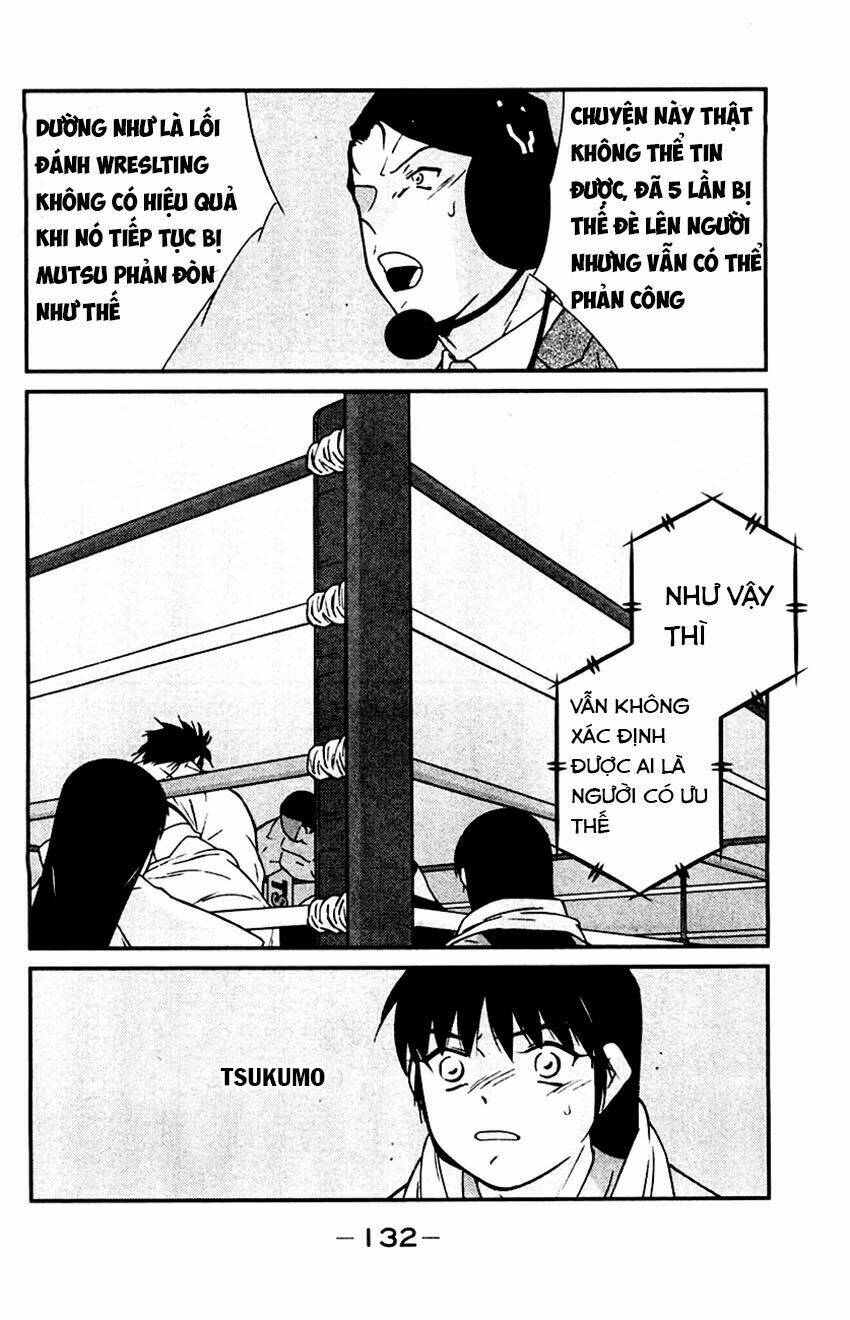 CHUYỆN NÀY THẬT
KHÔNG THỂ TIN
ĐƯỢC, ĐÃ 5 LẦN BỊ
THẾ ĐÈ LÊN NGƯỜI
NHƯNG VẪN CÓ THỂ
PHẢN CÔNG
DƯỜNG NHƯ LÀ LỐI
ĐÁNH WRESLTING
KHÔNG CÓ HIỆU QUẢ
KHI NÓ TIẾP TỤC BỊ
MUTSU PHẢN ĐÒN
NHƯ THẾ
NHƯ VẬY
THÌ
VẪN KHÔNG
XÁC ĐỊNH
ĐƯỢC AI LÀ
NGƯỜI CÓ ƯU
THẾ
TS
TSUKUMO
-132-